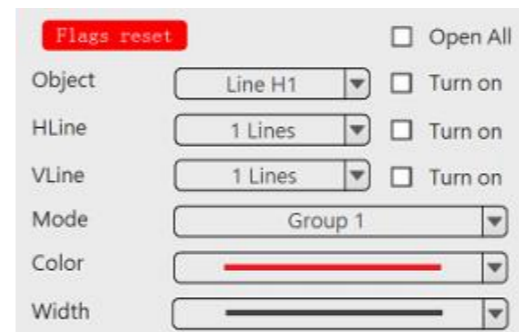 Flags reset
Open All
Object Line H1 Turn on
HLine 1 Lines Turn on
VLine 1 Lines Turn on
Mode Group 1
Color
Width